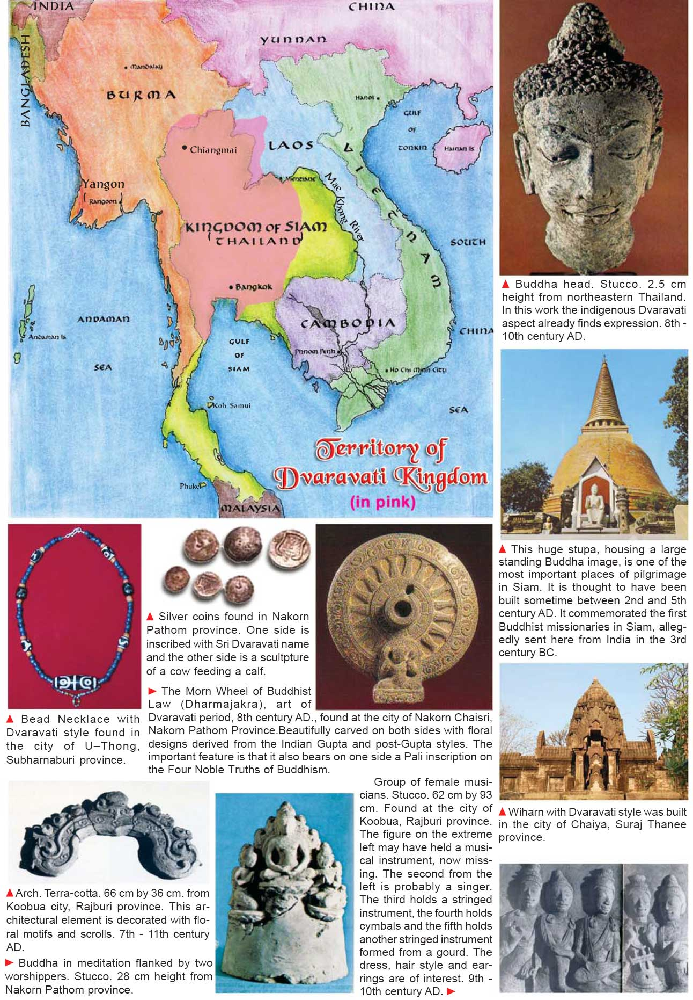 INDIA
CHINA
YUNNAN
BANGLADESH
Mandalay
BURMA
Hanoi
GULF
OF
TONKIN
Hainan Is
LAOS
Chiangmai
VIETNAM
Vientiane
Mae Khong River
Yangon
(Rangoon)
KINGDOM OF SIAM
(THAILAND)
SOUTH
CHINA
SEA
Bangkok
ANDAMAN
SEA
Andaman Is
CAMBODIA
GULF
OF
SIAM
Phnom Penh
Ho Chi Minh City
Koh Samui
Phuket
MALAYSIA
Territory of
Dvaravati Kingdom
(in pink)
▲ Buddha head. Stucco. 2.5 cm
height from northeastern Thailand.
In this work the indigenous Dvaravati
aspect already finds expression. 8th -
10th century AD.
▲ This huge stupa, housing a large
standing Buddha image, is one of the
most important places of pilgrimage
in Siam. It is thought to have been
built sometime between 2nd and 5th
century AD. It commemorated the first
Buddhist missionaries in Siam, alleg-
edly sent here from India in the 3rd
century BC.
▲ Silver coins found in Nakorn
Pathom province. One side is
inscribed with Sri Dvaravati name
and the other side is a scultpture
of a cow feeding a calf.
▶ The Morn Wheel of Buddhist
Law (Dharmajakra), art of
Dvaravati period, 8th century AD., found at the city of Nakorn Chaisri,
Nakorn Pathom Province.Beautifully carved on both sides with floral
designs derived from the Indian Gupta and post-Gupta styles. The
important feature is that it also bears on one side a Pali inscription on
the Four Noble Truths of Buddhism.
▲ Bead Necklace with
Dvaravati style found in
the city of U–Thong,
Subharnaburi province.
▲ Wiharn with Dvaravati style was built
in the city of Chaiya, Suraj Thanee
province.
▲ Arch. Terra-cotta. 66 cm by 36 cm. from
Koobua city, Rajburi province. This ar-
chitectural element is decorated with flo-
ral motifs and scrolls. 7th - 11th century
AD.
▶ Buddha in meditation flanked by two
worshippers. Stucco. 28 cm height from
Nakorn Pathom province.
Group of female musi-
cians. Stucco. 62 cm by 93
cm. Found at the city of
Koobua, Rajburi province.
The figure on the extreme
left may have held a musi-
cal instrument, now miss-
ing. The second from the
left is probably a singer.
The third holds a stringed
instrument, the fourth holds
cymbals and the fifth holds
another stringed instrument
formed from a gourd. The
dress, hair style and ear-
rings are of interest. 9th -
10th century AD. ▶